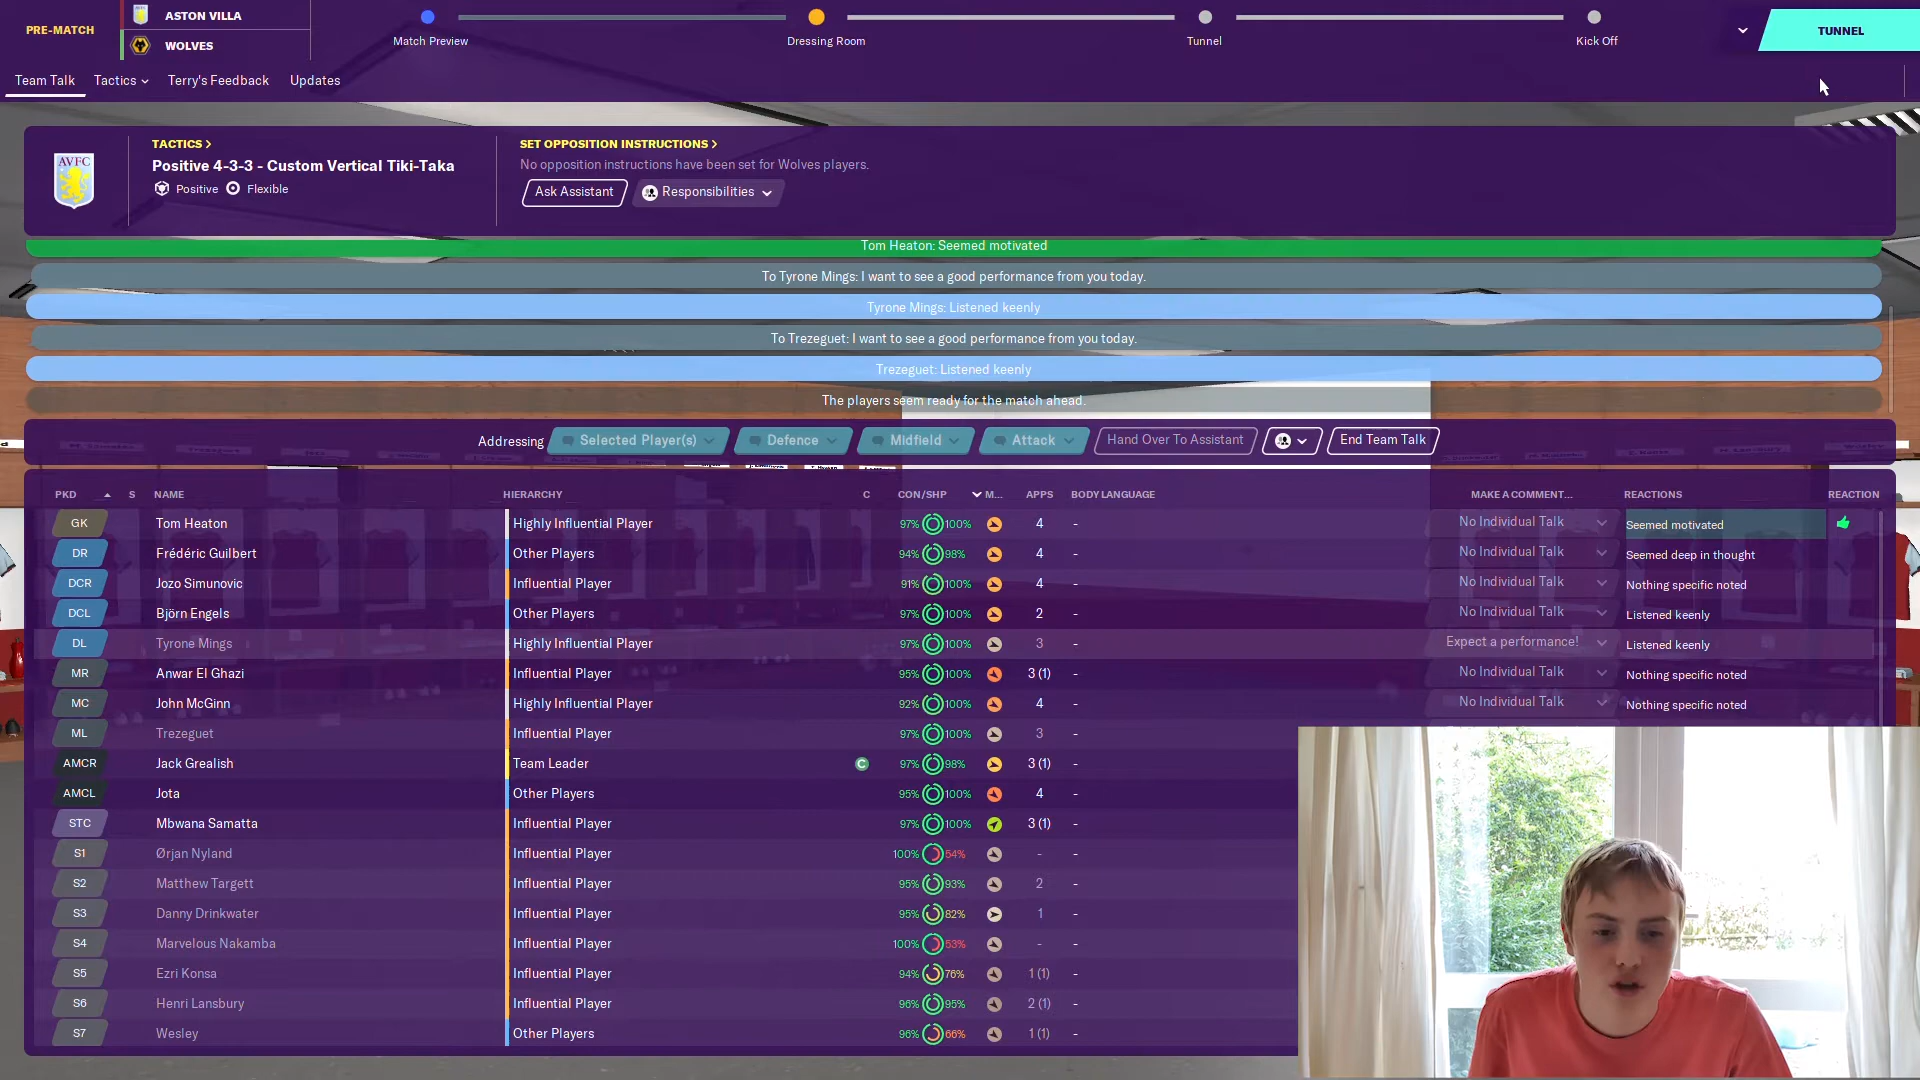 PRE-MATCH
ASTON VILLA
WOLVES
Match Preview
Dressing Room
Tunnel
Kick Off
TUNNEL
Team Talk Tactics Terry's Feedback Updates
AVFC
TACTICS >
Positive 4-3-3 - Custom Vertical Tiki-Taka
Positive Flexible
SET OPPOSITION INSTRUCTIONS >
No opposition instructions have been set for Wolves players.
Ask Assistant Responsibilities
Tom Heaton: Seemed motivated
To Tyrone Mings: I want to see a good performance from you today.
Tyrone Mings: Listened keenly
To Trezeguet: I want to see a good performance from you today.
Trezeguet: Listened keenly
The players seem ready for the match ahead.
Addressing Selected Player(s) Defence Midfield Attack Hand Over To Assistant End Team Talk
PKD S NAME HIERARCHY C CON/SHP M... APPS BODY LANGUAGE MAKE A COMMENT... REACTIONS REACTION
GK Tom Heaton Highly Influential Player 97% 100% 4 - No Individual Talk Seemed motivated
DR Frédéric Guilbert Other Players 94% 98% 4 - No Individual Talk Seemed deep in thought
DCR Jozo Simunovic Influential Player 91% 100% 4 - No Individual Talk Nothing specific noted
DCL Björn Engels Other Players 97% 100% 2 - No Individual Talk Listened keenly
DL Tyrone Mings Highly Influential Player 97% 100% 3 - Expect a performance! Listened keenly
MR Anwar El Ghazi Influential Player 95% 100% 3 (1) - No Individual Talk Nothing specific noted
MC John McGinn Highly Influential Player 92% 100% 4 - No Individual Talk Nothing specific noted
ML Trezeguet Influential Player 97% 100% 3 -
AMCR Jack Grealish Team Leader C 97% 98% 3 (1) -
AMCL Jota Other Players 95% 100% 4 -
STC Mbwana Samatta Influential Player 97% 100% 3 (1) -
S1 Ørjan Nyland Influential Player 100% 54% - -
S2 Matthew Targett Influential Player 95% 93% 2 -
S3 Danny Drinkwater Influential Player 95% 82% 1 -
S4 Marvelous Nakamba Influential Player 100% 53% - -
S5 Ezri Konsa Influential Player 94% 76% 1 (1) -
S6 Henri Lansbury Influential Player 96% 95% 2 (1) -
S7 Wesley Other Players 96% 66% 1 (1) -